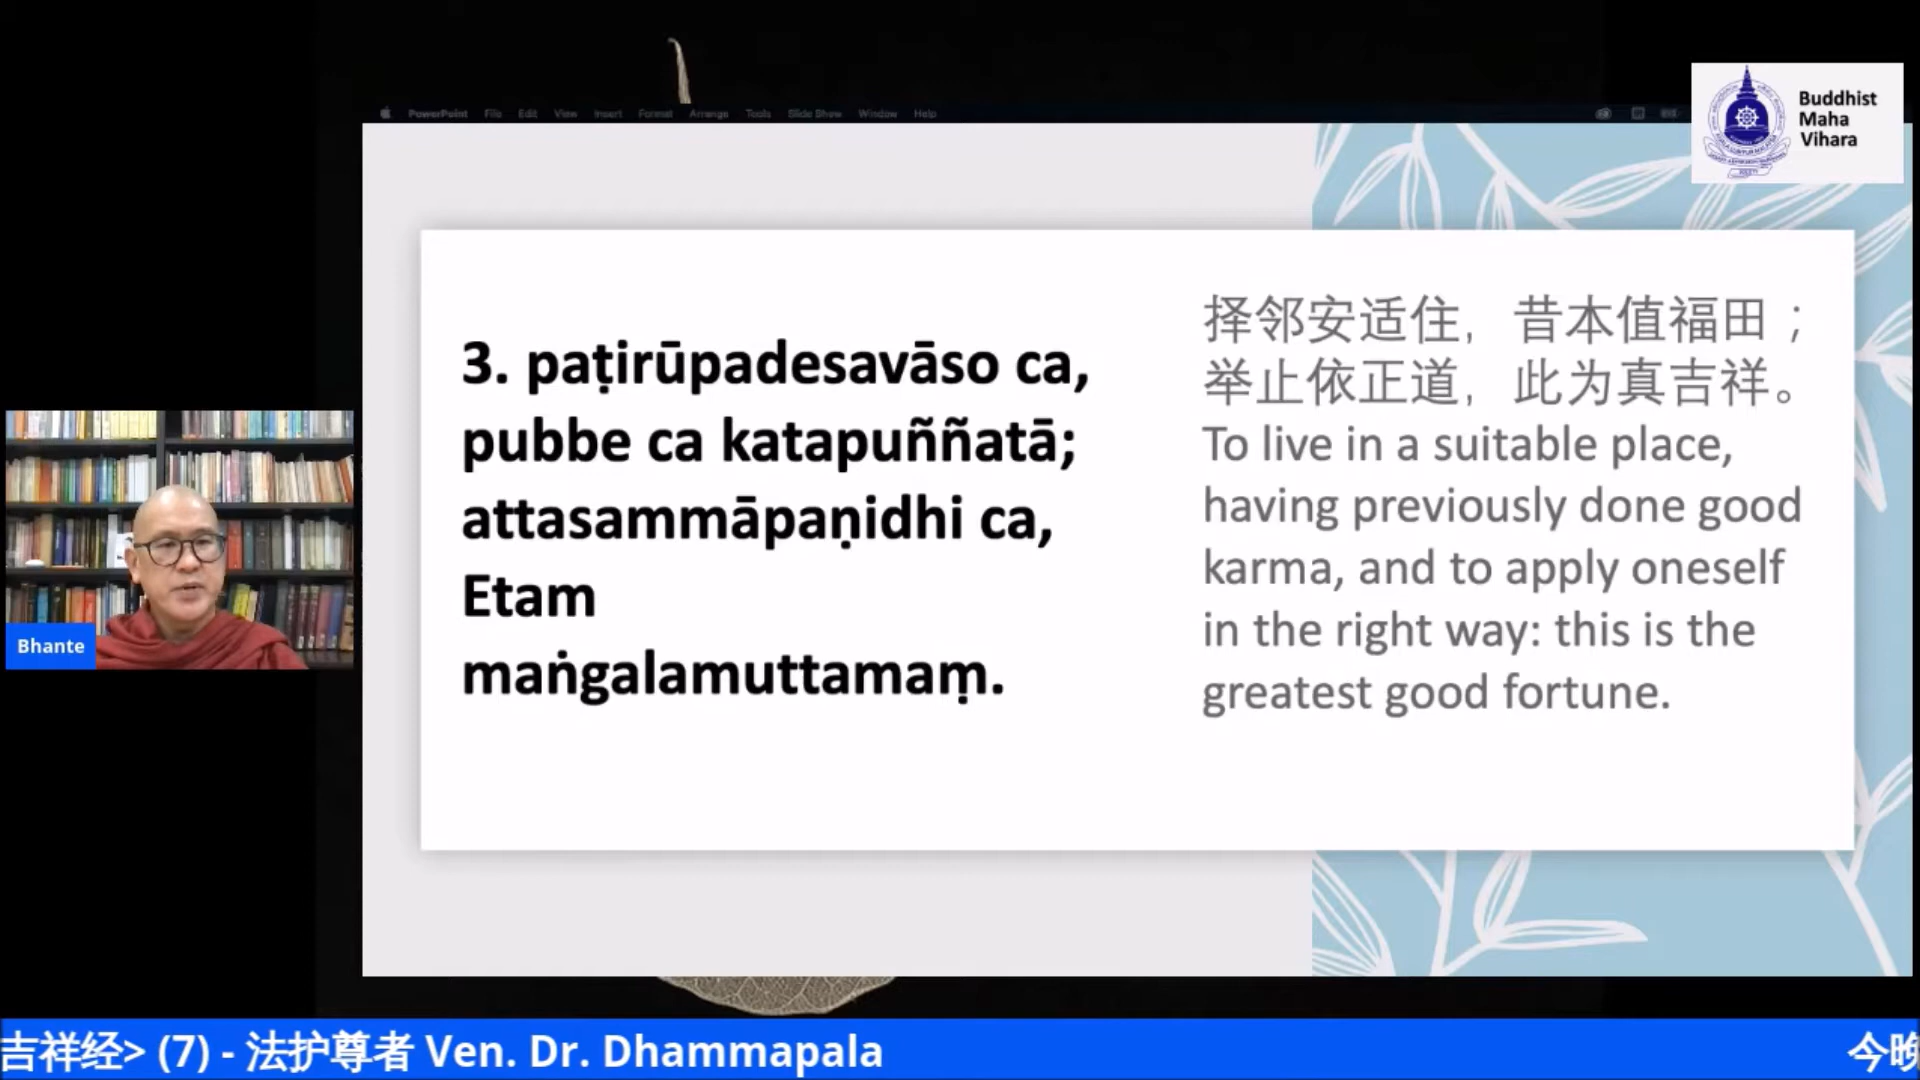 PowerPoint File Edit View Insert Format Arrange Tools Slide Show Window Help
Buddhist
Maha
Vihara
3. paṭirūpadesavāso ca,
pubbe ca katapuññatā;
attasammāpaṇidhi ca,
Etam
maṅgalamuttamaṃ.
择邻安适住，昔本值福田；
举止依正道，此为真吉祥。
To live in a suitable place,
having previously done good
karma, and to apply oneself
in the right way: this is the
greatest good fortune.
Bhante
吉祥经> (7) - 法护尊者 Ven. Dr. Dhammapala
今晚